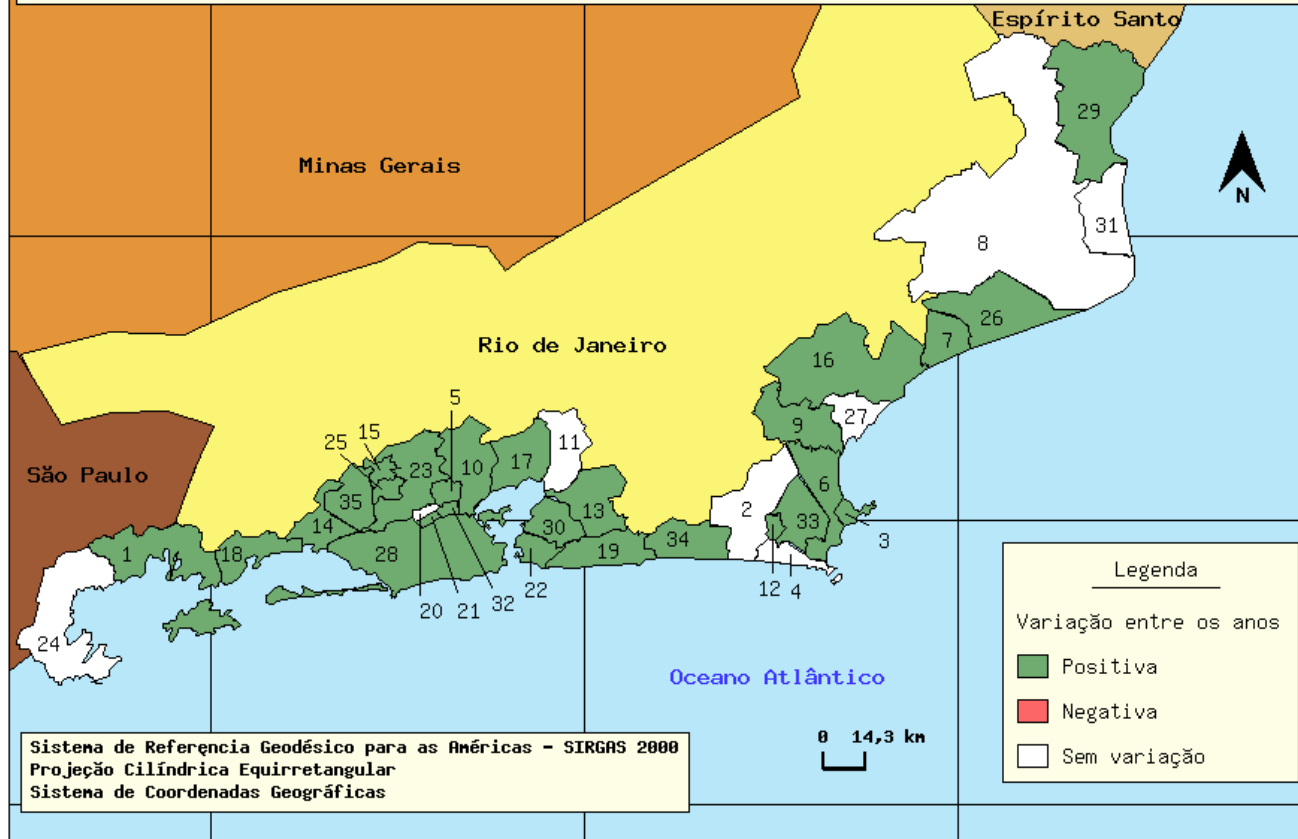 Espírito Santo
29
Minas Gerais
N
31
8
26
Rio de Janeiro
7
16
5
27
15
9
25
11
São Paulo
23
10
17
6
35
2
13
14
30
33
1
18
28
19
34
3
22
12
4
32
20
21
24
Legenda
Variação entre os anos
Positiva
Negativa
Sem variação
Oceano Atlântico
0 14,3 km
Sistema de Referençia Geodésico para as Américas - SIRGAS 2000
Projeção Cilíndrica Equirretangular
Sistema de Coordenadas Geográficas